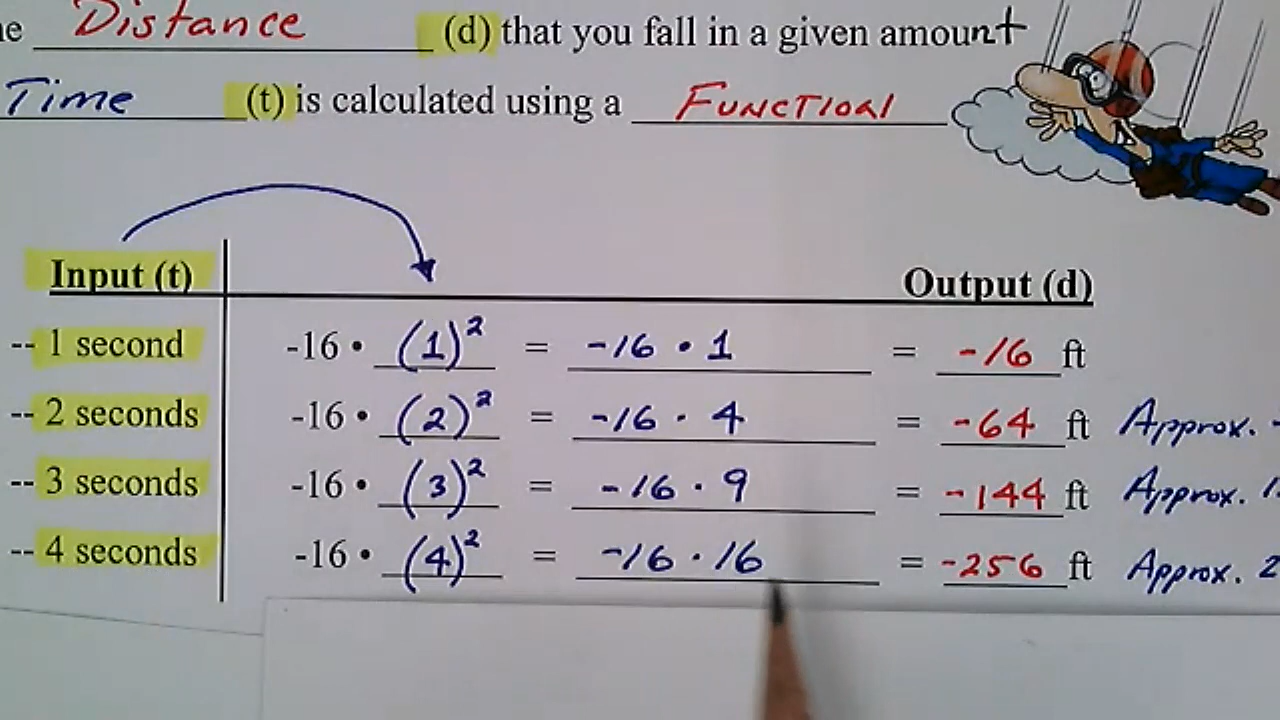 Distance (d) that you fall in a given amount
Time (t) is calculated using a Function
Input (t) Output (d)
-- 1 second -16 • (1)² = -16 • 1 = -16 ft
-- 2 seconds -16 • (2)² = -16 · 4 = -64 ft Approx.
-- 3 seconds -16 • (3)² = -16 · 9 = -144 ft Approx.
-- 4 seconds -16 • (4)² = -16 · 16 = -256 ft Approx. 2